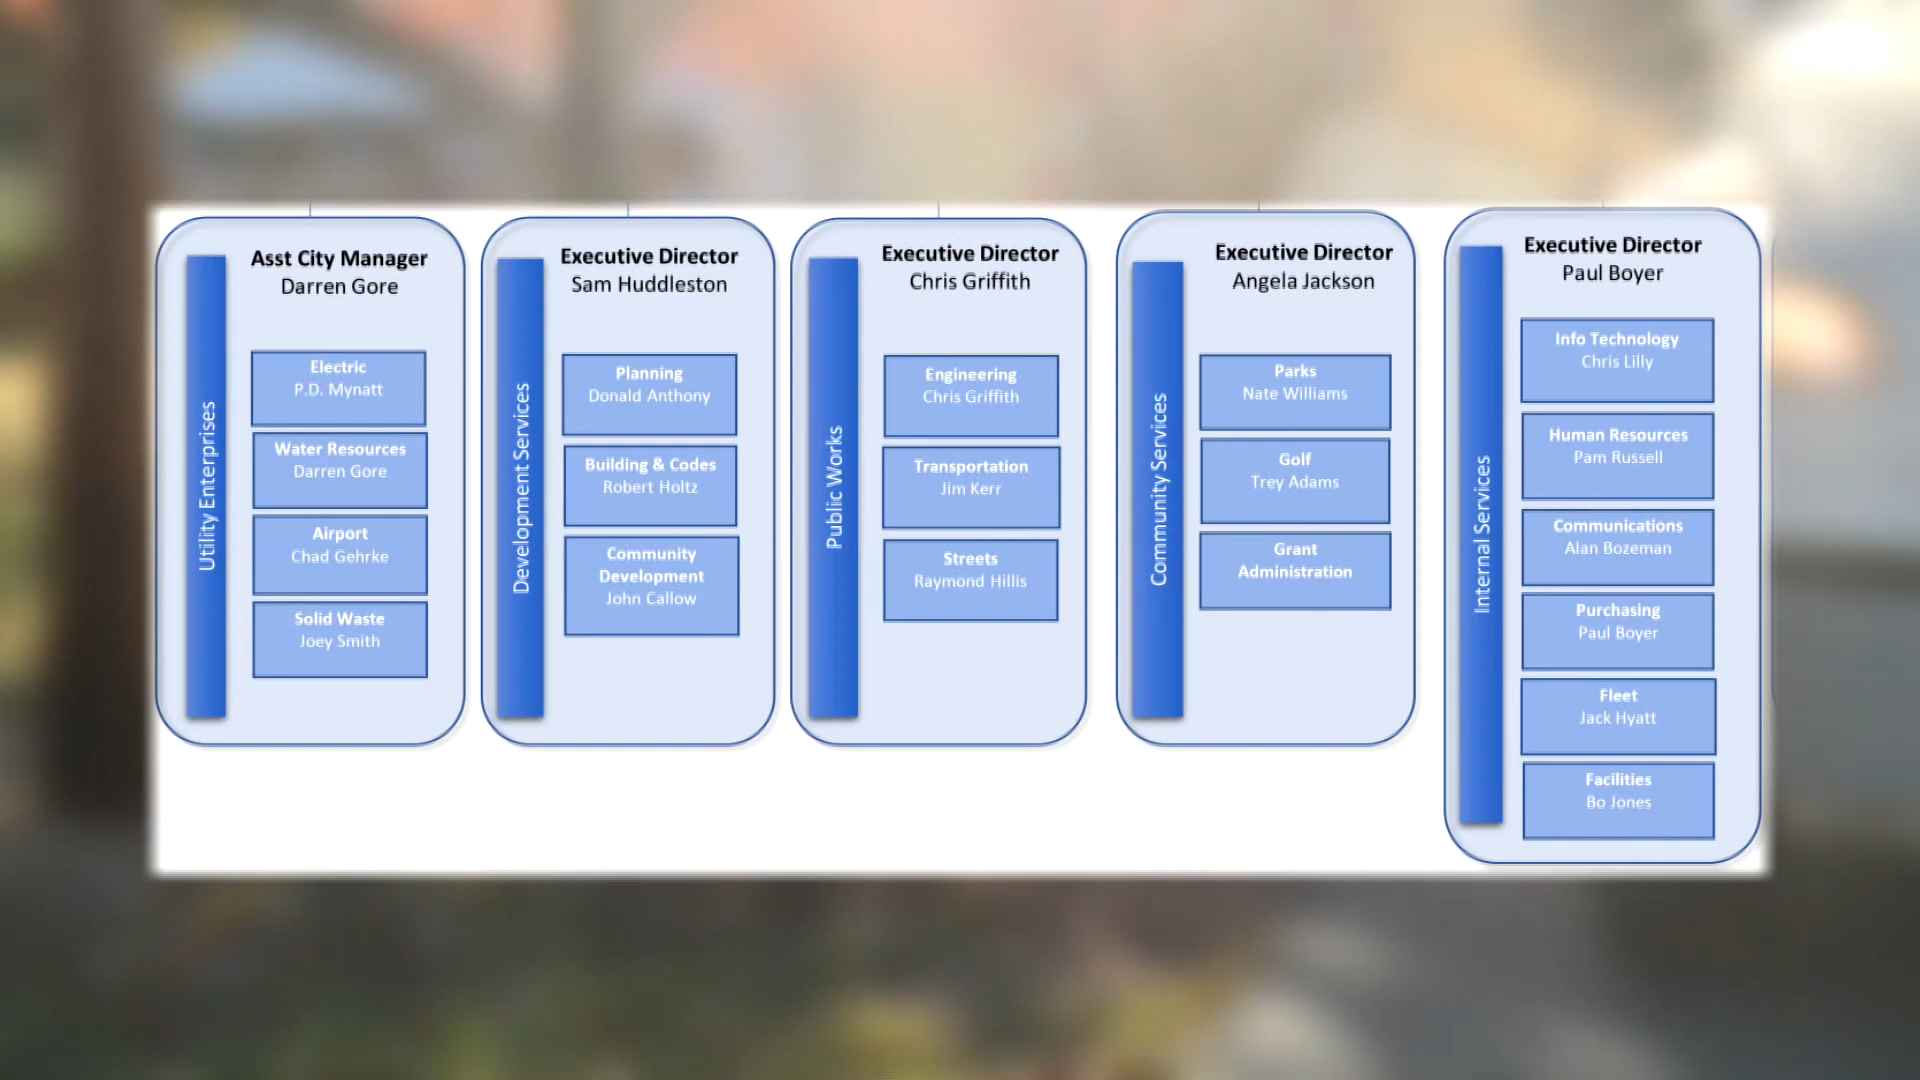 Utility Enterprises
Asst City Manager
Darren Gore
Electric
P.D. Mynatt
Water Resources
Darren Gore
Airport
Chad Gehrke
Solid Waste
Joey Smith
Development Services
Executive Director
Sam Huddleston
Planning
Donald Anthony
Building & Codes
Robert Holtz
Community
Development
John Callow
Public Works
Executive Director
Chris Griffith
Engineering
Chris Griffith
Transportation
Jim Kerr
Streets
Raymond Hillis
Community Services
Executive Director
Angela Jackson
Parks
Nate Williams
Golf
Trey Adams
Grant
Administration
Internal Services
Executive Director
Paul Boyer
Info Technology
Chris Lilly
Human Resources
Pam Russell
Communications
Alan Bozeman
Purchasing
Paul Boyer
Fleet
Jack Hyatt
Facilities
Bo Jones